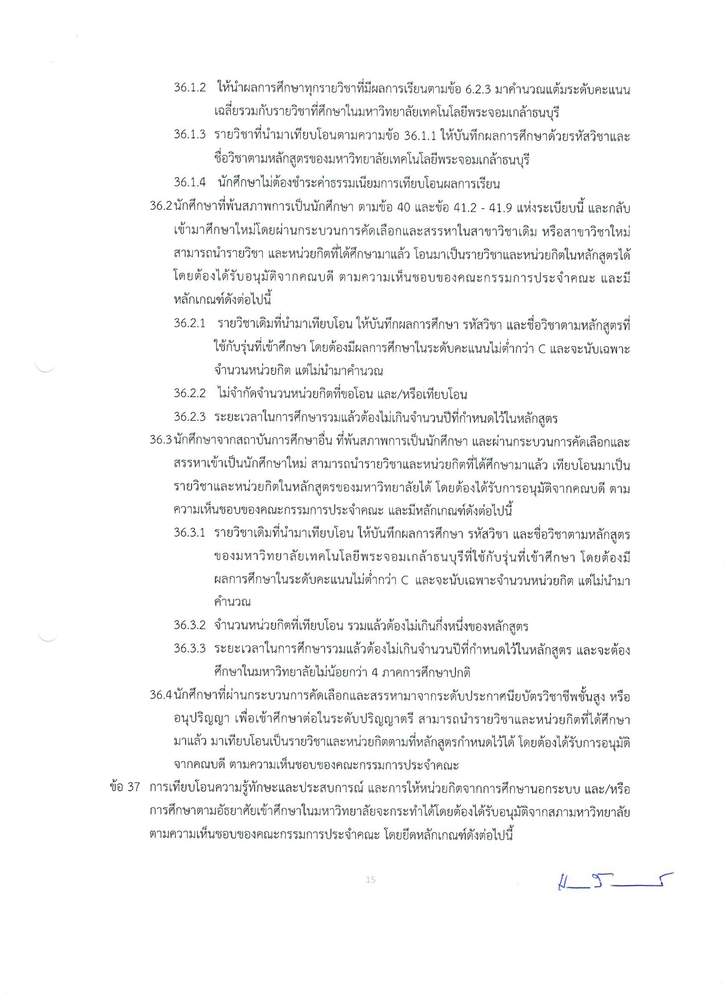 36.1.2 ให้นำผลการศึกษาทุกรายวิชาที่มีผลการเรียนตามข้อ 6.2.3 มาคำนวณแต้มระดับคะแนน
เฉลี่ยรวมกับรายวิชาที่ศึกษาในมหาวิทยาลัยเทคโนโลยีพระจอมเกล้าธนบุรี
36.1.3 รายวิชาที่นำมาเทียบโอนตามความข้อ 36.1.1 ให้บันทึกผลการศึกษาด้วยรหัสวิชาและ
ชื่อวิชาตามหลักสูตรของมหาวิทยาลัยเทคโนโลยีพระจอมเกล้าธนบุรี
36.1.4 นักศึกษาไม่ต้องชำระค่าธรรมเนียมการเทียบโอนผลการเรียน
36.2 นักศึกษาที่พ้นสภาพการเป็นนักศึกษา ตามข้อ 40 และข้อ 41.2 - 41.9 แห่งระเบียบนี้ และกลับ
เข้ามาศึกษาใหม่โดยผ่านกระบวนการคัดเลือกและสรรหาในสาขาวิชาเดิม หรือสาขาวิชาใหม่
สามารถนำรายวิชา และหน่วยกิตที่ได้ศึกษามาแล้ว โอนมาเป็นรายวิชาและหน่วยกิตในหลักสูตรได้
โดยต้องได้รับอนุมัติจากคณบดี ตามความเห็นชอบของคณะกรรมการประจำคณะ และมี
หลักเกณฑ์ดังต่อไปนี้
36.2.1 รายวิชาเดิมที่นำมาเทียบโอน ให้บันทึกผลการศึกษา รหัสวิชา และชื่อวิชาตามหลักสูตรที่
ใช้กับรุ่นที่เข้าศึกษา โดยต้องมีผลการศึกษาในระดับคะแนนไม่ต่ำกว่า C และจะนับเฉพาะ
จำนวนหน่วยกิต แต่ไม่นำมาคำนวณ
36.2.2 ไม่จำกัดจำนวนหน่วยกิตที่ขอโอน และ/หรือเทียบโอน
36.2.3 ระยะเวลาในการศึกษารวมแล้วต้องไม่เกินจำนวนปีที่กำหนดไว้ในหลักสูตร
36.3 นักศึกษาจากสถาบันการศึกษาอื่น ที่พ้นสภาพการเป็นนักศึกษา และผ่านกระบวนการคัดเลือกและ
สรรหาเข้าเป็นนักศึกษาใหม่ สามารถนำรายวิชาและหน่วยกิตที่ได้ศึกษามาแล้ว เทียบโอนมาเป็น
รายวิชาและหน่วยกิตในหลักสูตรของมหาวิทยาลัยได้ โดยต้องได้รับการอนุมัติจากคณบดี ตาม
ความเห็นชอบของคณะกรรมการประจำคณะ และมีหลักเกณฑ์ดังต่อไปนี้
36.3.1 รายวิชาเดิมที่นำมาเทียบโอน ให้บันทึกผลการศึกษา รหัสวิชา และชื่อวิชาตามหลักสูตร
ของมหาวิทยาลัยเทคโนโลยีพระจอมเกล้าธนบุรีที่ใช้กับรุ่นที่เข้าศึกษา โดยต้องมี
ผลการศึกษาในระดับคะแนนไม่ต่ำกว่า C และจะนับเฉพาะจำนวนหน่วยกิต แต่ไม่นำมา
คำนวณ
36.3.2 จำนวนหน่วยกิตที่เทียบโอน รวมแล้วต้องไม่เกินกึ่งหนึ่งของหลักสูตร
36.3.3 ระยะเวลาในการศึกษารวมแล้วต้องไม่เกินจำนวนปีที่กำหนดไว้ในหลักสูตร และจะต้อง
ศึกษาในมหาวิทยาลัยไม่น้อยกว่า 4 ภาคการศึกษาปกติ
36.4 นักศึกษาที่ผ่านกระบวนการคัดเลือกและสรรหามาจากระดับประกาศนียบัตรวิชาชีพชั้นสูง หรือ
อนุปริญญา เพื่อเข้าศึกษาต่อในระดับปริญญาตรี สามารถนำรายวิชาและหน่วยกิตที่ได้ศึกษา
มาแล้ว มาเทียบโอนเป็นรายวิชาและหน่วยกิตตามที่หลักสูตรกำหนดไว้ได้ โดยต้องได้รับการอนุมัติ
จากคณบดี ตามความเห็นชอบของคณะกรรมการประจำคณะ
ข้อ 37 การเทียบโอนความรู้ทักษะและประสบการณ์ และการให้หน่วยกิตจากการศึกษานอกระบบ และ/หรือ
การศึกษาตามอัธยาศัยเข้าศึกษาในมหาวิทยาลัยจะกระทำได้โดยต้องได้รับอนุมัติจากสภามหาวิทยาลัย
ตามความเห็นชอบของคณะกรรมการประจำคณะ โดยยึดหลักเกณฑ์ดังต่อไปนี้
15